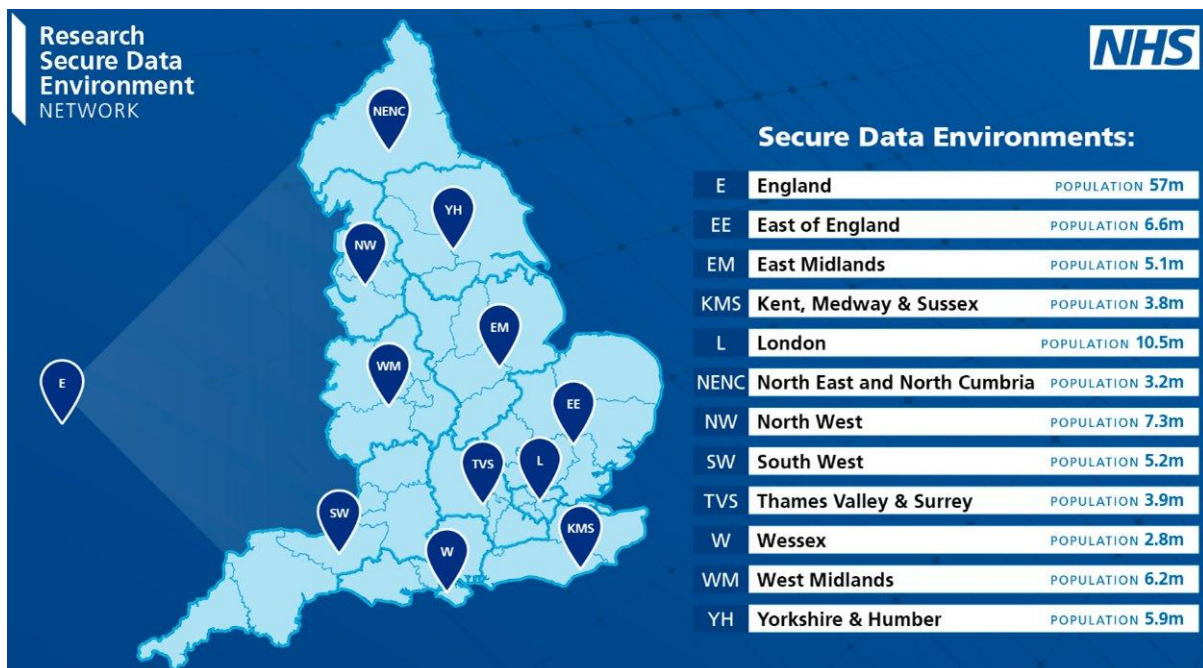 Research
Secure Data
Environment
NETWORK
NHS
NENC
YH
NW
EM
WM
E
EE
TVS
L
SW
KMS
W
Secure Data Environments:
E England POPULATION 57m
EE East of England POPULATION 6.6m
EM East Midlands POPULATION 5.1m
KMS Kent, Medway & Sussex POPULATION 3.8m
L London POPULATION 10.5m
NENC North East and North Cumbria POPULATION 3.2m
NW North West POPULATION 7.3m
SW South West POPULATION 5.2m
TVS Thames Valley & Surrey POPULATION 3.9m
W Wessex POPULATION 2.8m
WM West Midlands POPULATION 6.2m
YH Yorkshire & Humber POPULATION 5.9m